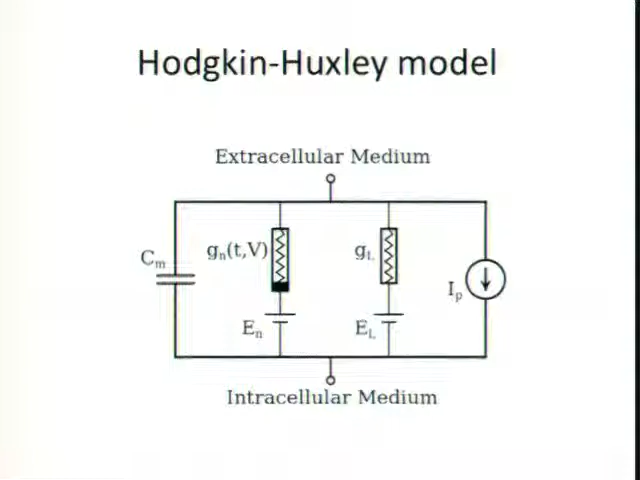 Hodgkin-Huxley model
Extracellular Medium
Cm
gn(t,V)
gL
Ip
En
EL
Intracellular Medium